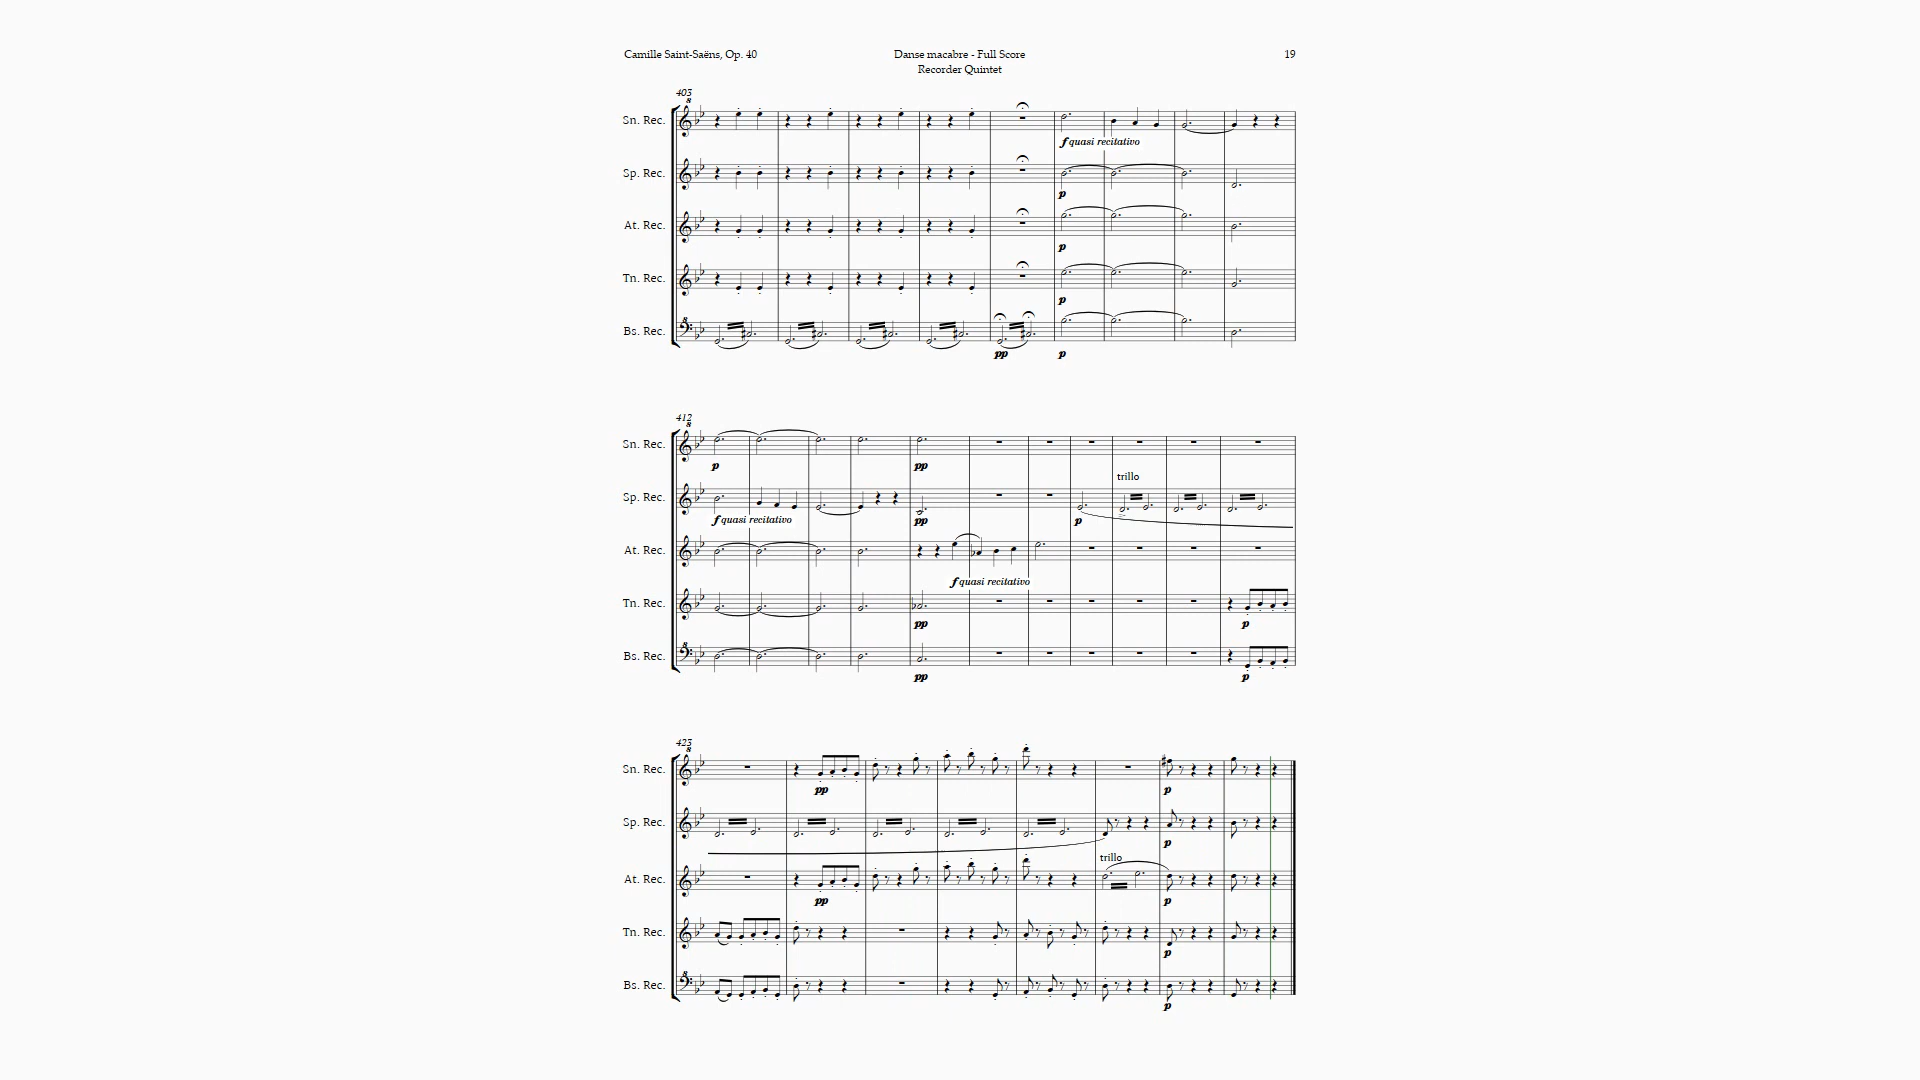 Camille Saint-Saëns, Op. 40 Danse macabre - Full Score 19
Recorder Quintet
403
Sn. Rec.
f quasi recitativo
Sp. Rec.
p
At. Rec.
p
Tn. Rec.
p
Bs. Rec.
pp p
412
Sn. Rec.
p pp
trillo
Sp. Rec.
f quasi recitativo pp p
At. Rec.
f quasi recitativo
Tn. Rec.
pp p
Bs. Rec.
pp p
423
Sn. Rec.
pp p
Sp. Rec.
p
trillo
At. Rec.
pp p
Tn. Rec.
p
Bs. Rec.
p